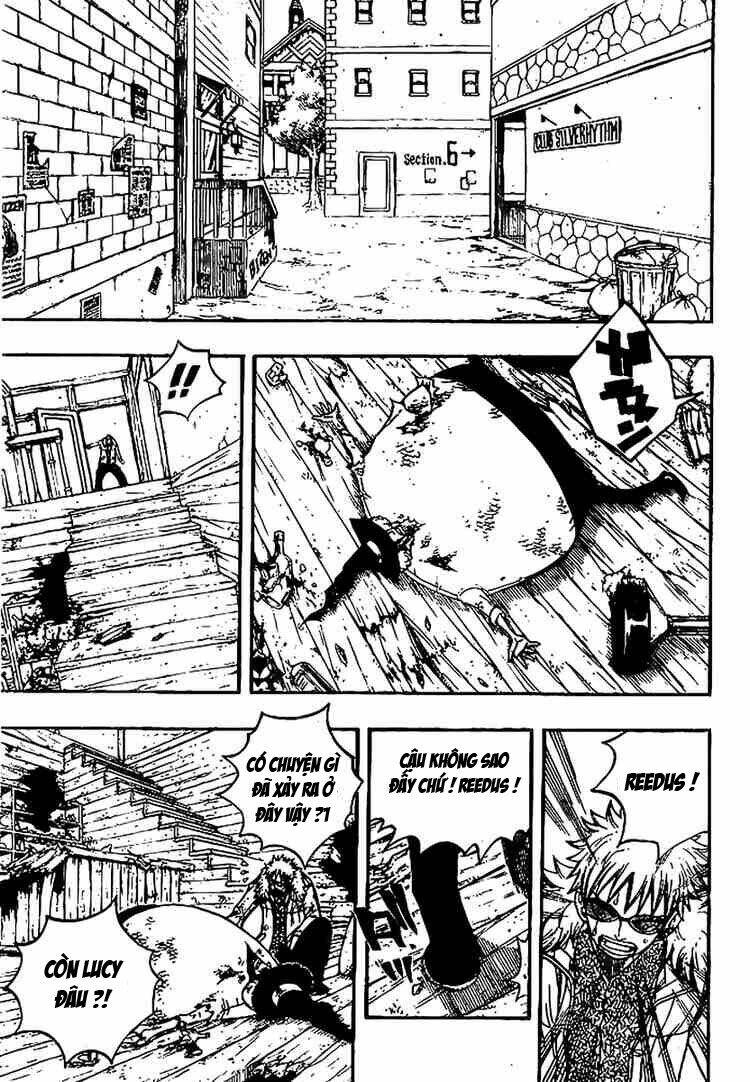 Section.6→
CLUB SILVERHYTHM
!!
REEDUS !
CẬU KHÔNG SAO
ĐẤY CHỨ ! REEDUS !
CÓ CHUYỆN GÌ
ĐÃ XẢY RA Ở
ĐÂY VẬY ?1
CÒN LUCY
ĐÂU ?!